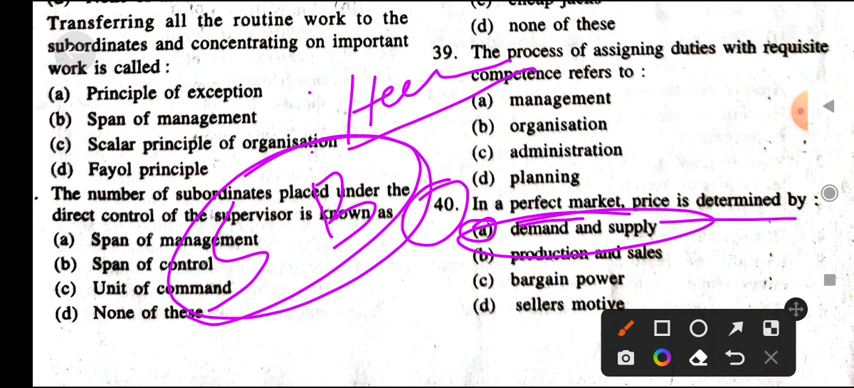 Transferring all the routine work to the
subordinates and concentrating on important
work is called :
(a) Principle of exception
(b) Span of management
(c) Scalar principle of organisation
(d) Fayol principle
. The number of subordinates placed under the
direct control of the supervisor is known as
(a) Span of management
(b) Span of control
(c) Unit of command
(d) None of these
(d) none of these
39. The process of assigning duties with requisite
competence refers to :
(a) management
(b) organisation
(c) administration
(d) planning
40. In a perfect market, price is determined by :
(a) demand and supply
(b) production and sales
(c) bargain power
(d) sellers motive